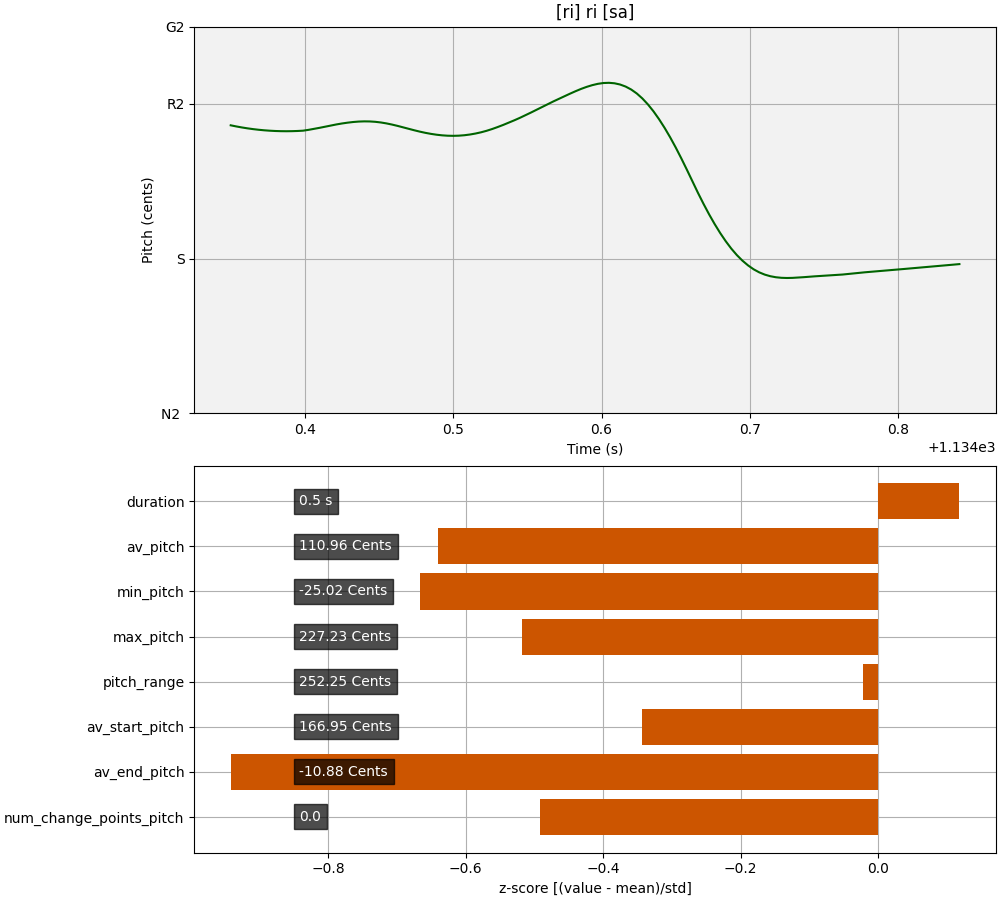 [ri] ri [sa]
G2
R2
S
N2
Pitch (cents)
0.4 0.5 0.6 0.7 0.8
Time (s)
+1.134e3
duration 0.5 s
av_pitch 110.96 Cents
min_pitch -25.02 Cents
max_pitch 227.23 Cents
pitch_range 252.25 Cents
av_start_pitch 166.95 Cents
av_end_pitch -10.88 Cents
num_change_points_pitch 0.0
−0.8 −0.6 −0.4 −0.2 0.0
z-score [(value - mean)/std]